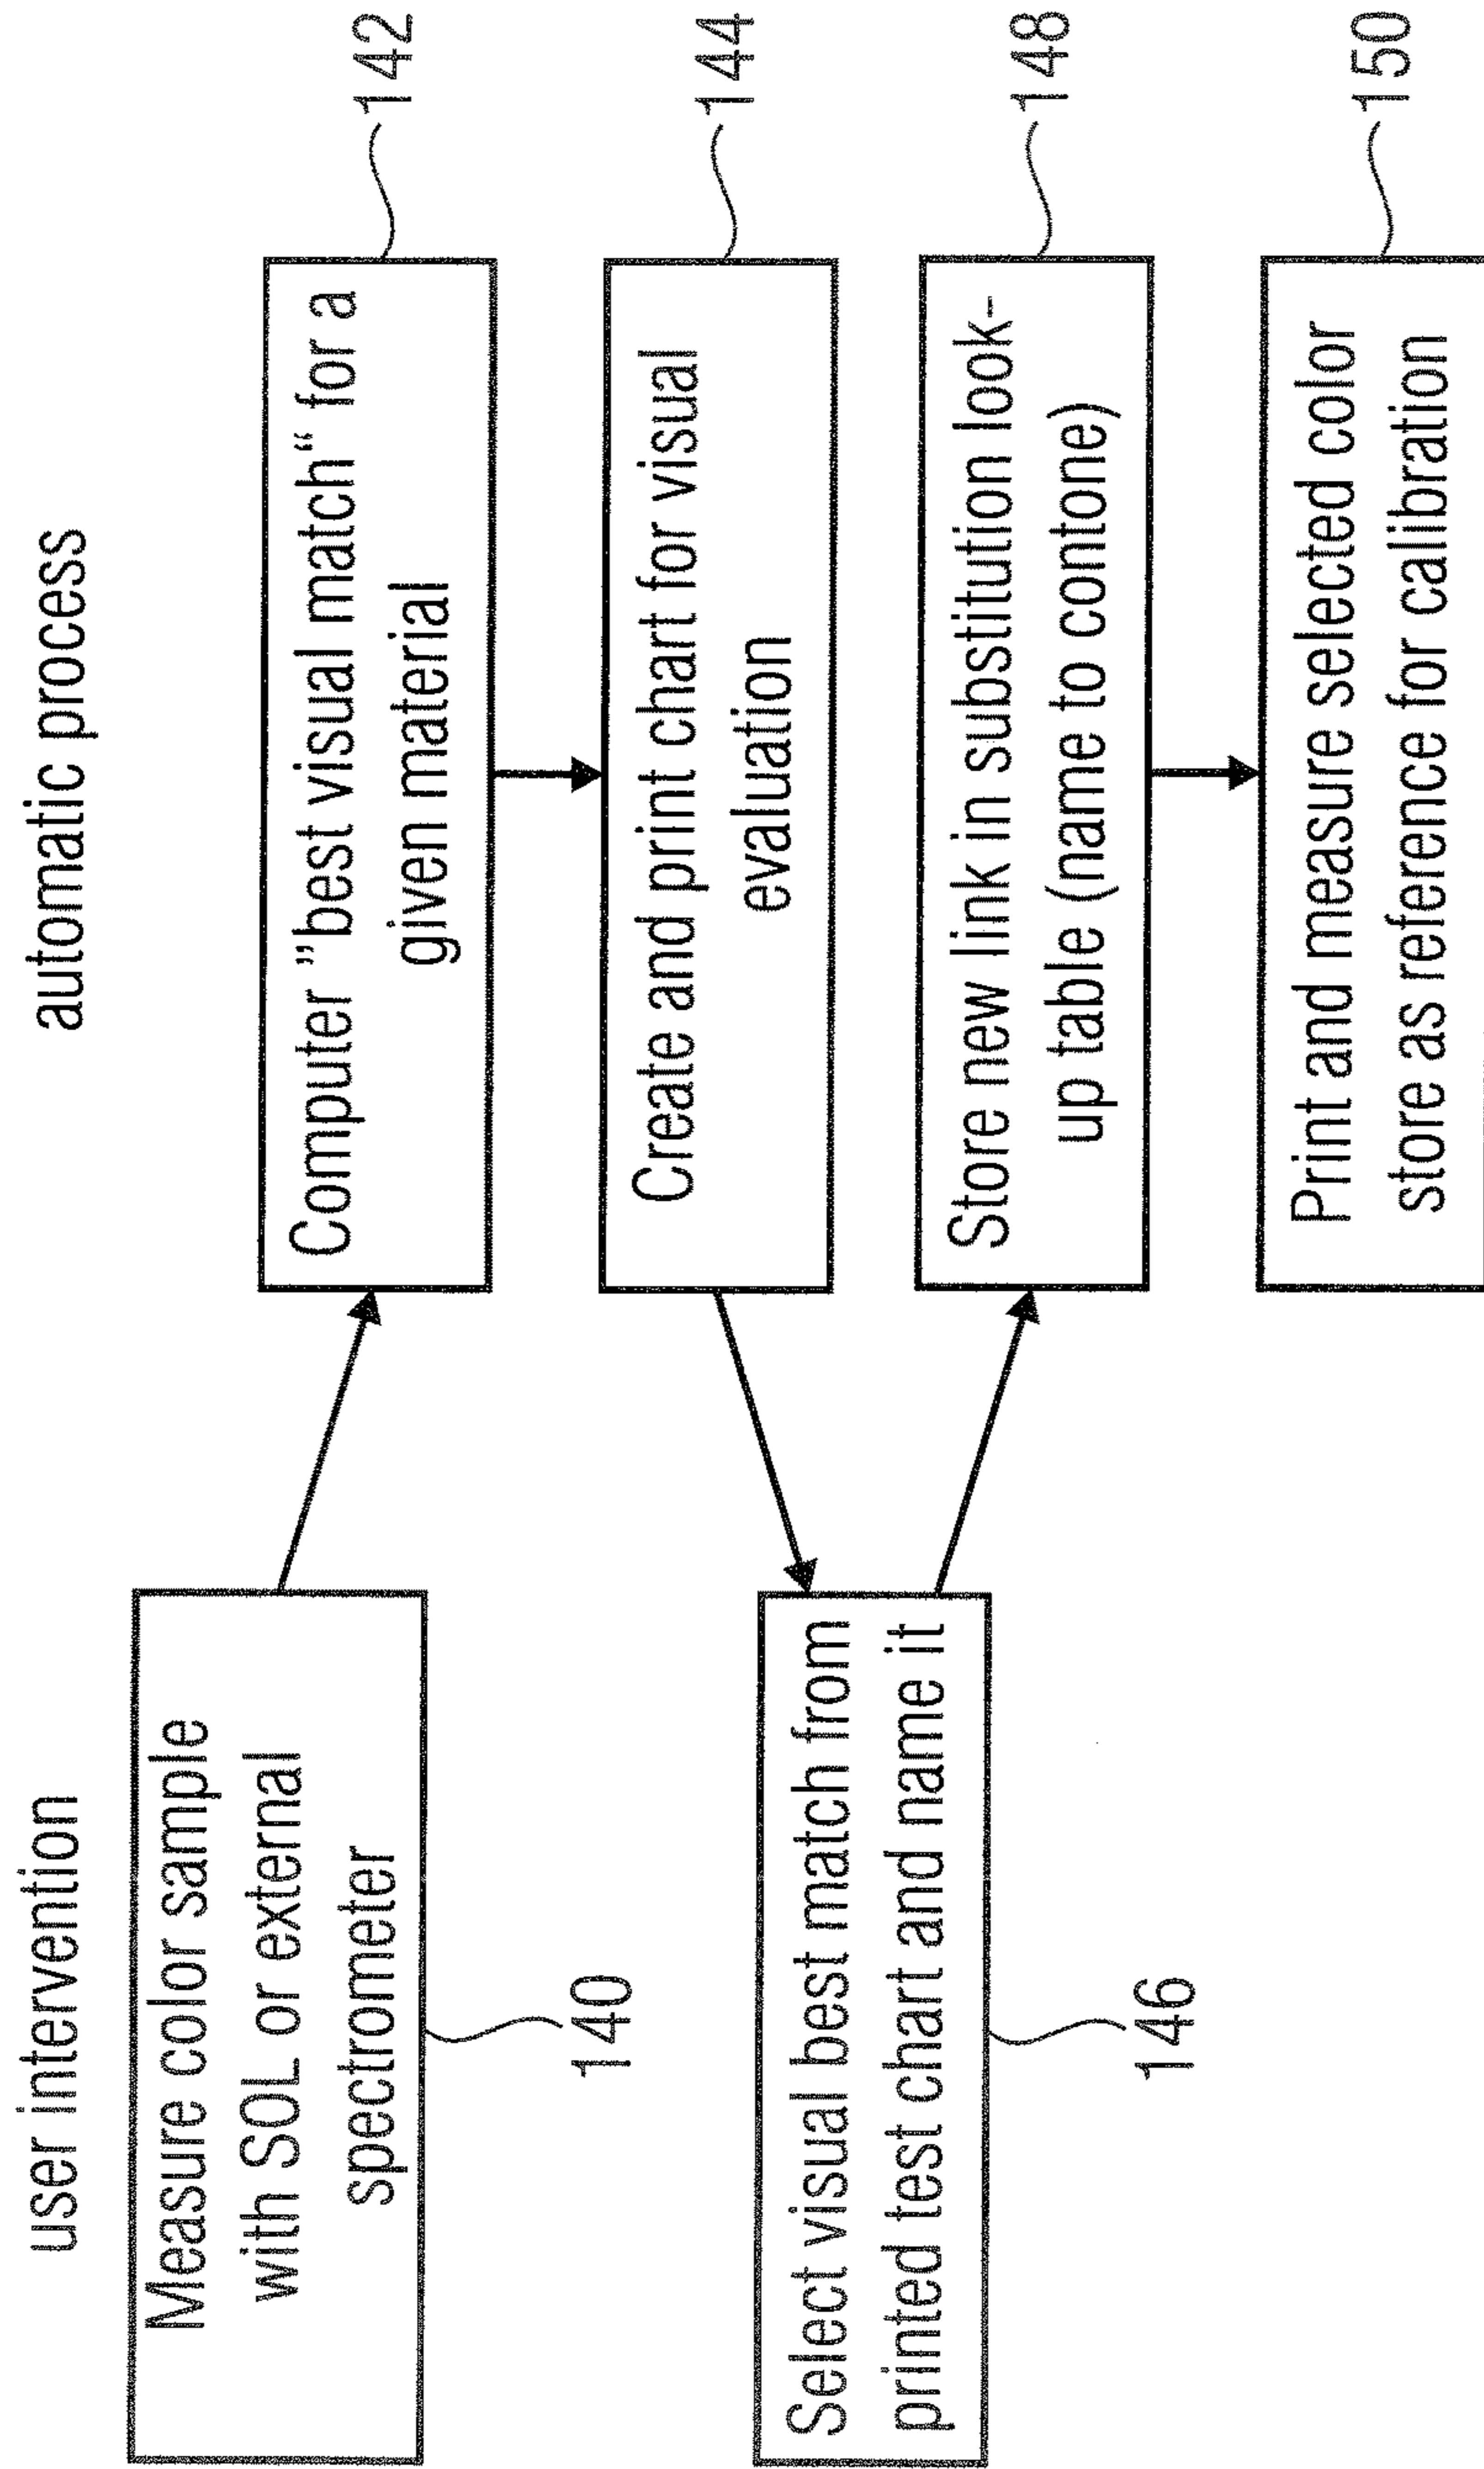 user intervention
automatic process
Measure color sample
with SOL or external
spectrometer
140
Computer ”best visual match“ for a
given material
142
Create and print chart for visual
evaluation
144
Select visual best match from
printed test chart and name it
146
Store new link in substitution look-
up table (name to contone)
148
Print and measure selected color
store as reference for calibration
150